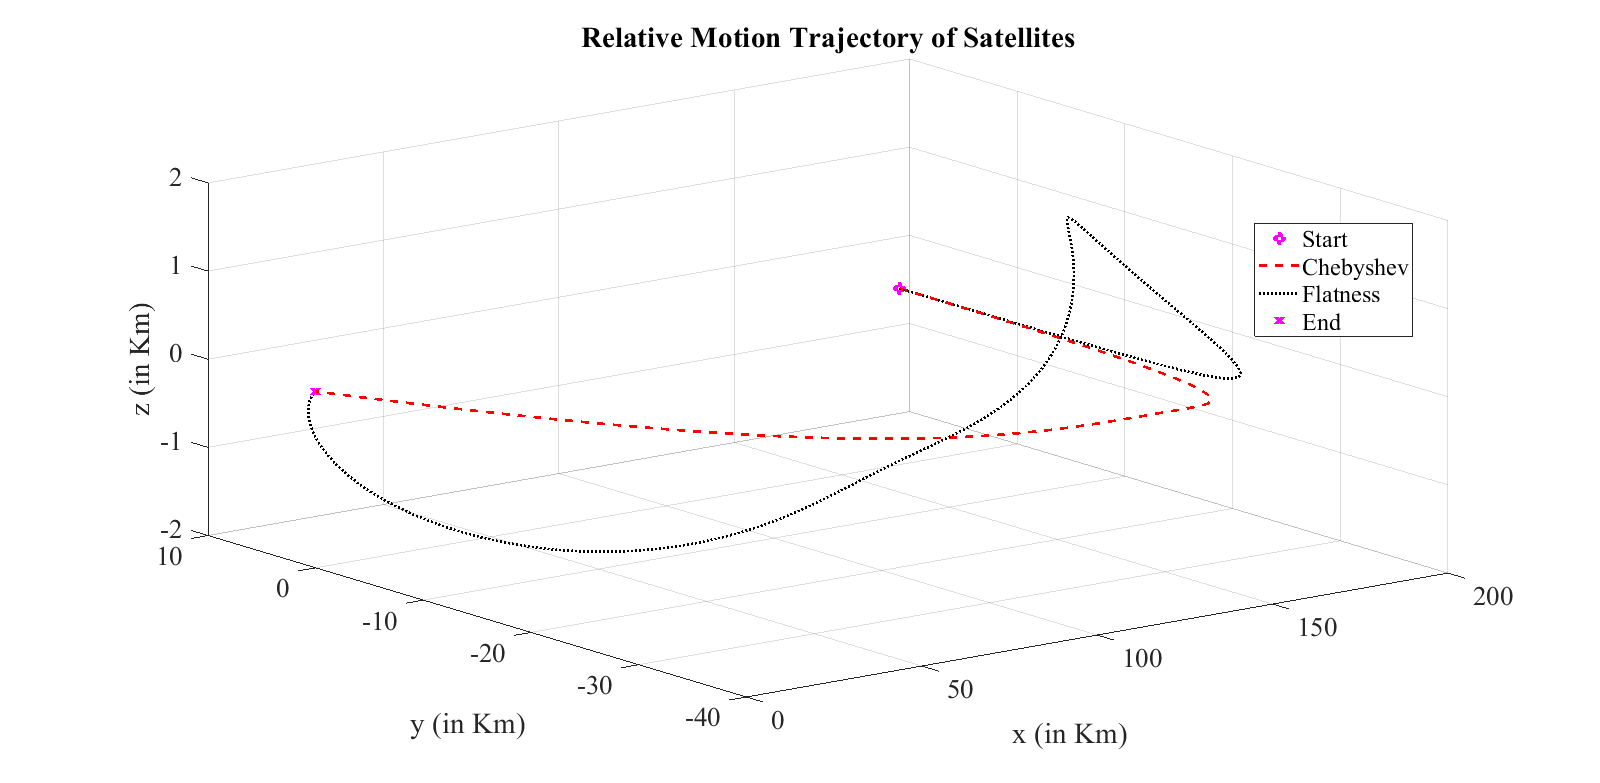 Relative Motion Trajectory of Satellites
2
1
0
-1
-2
z (in Km)
10
0
-10
-20
-30
-40
y (in Km)
0
50
100
150
200
x (in Km)
Start
Chebyshev
Flatness
End